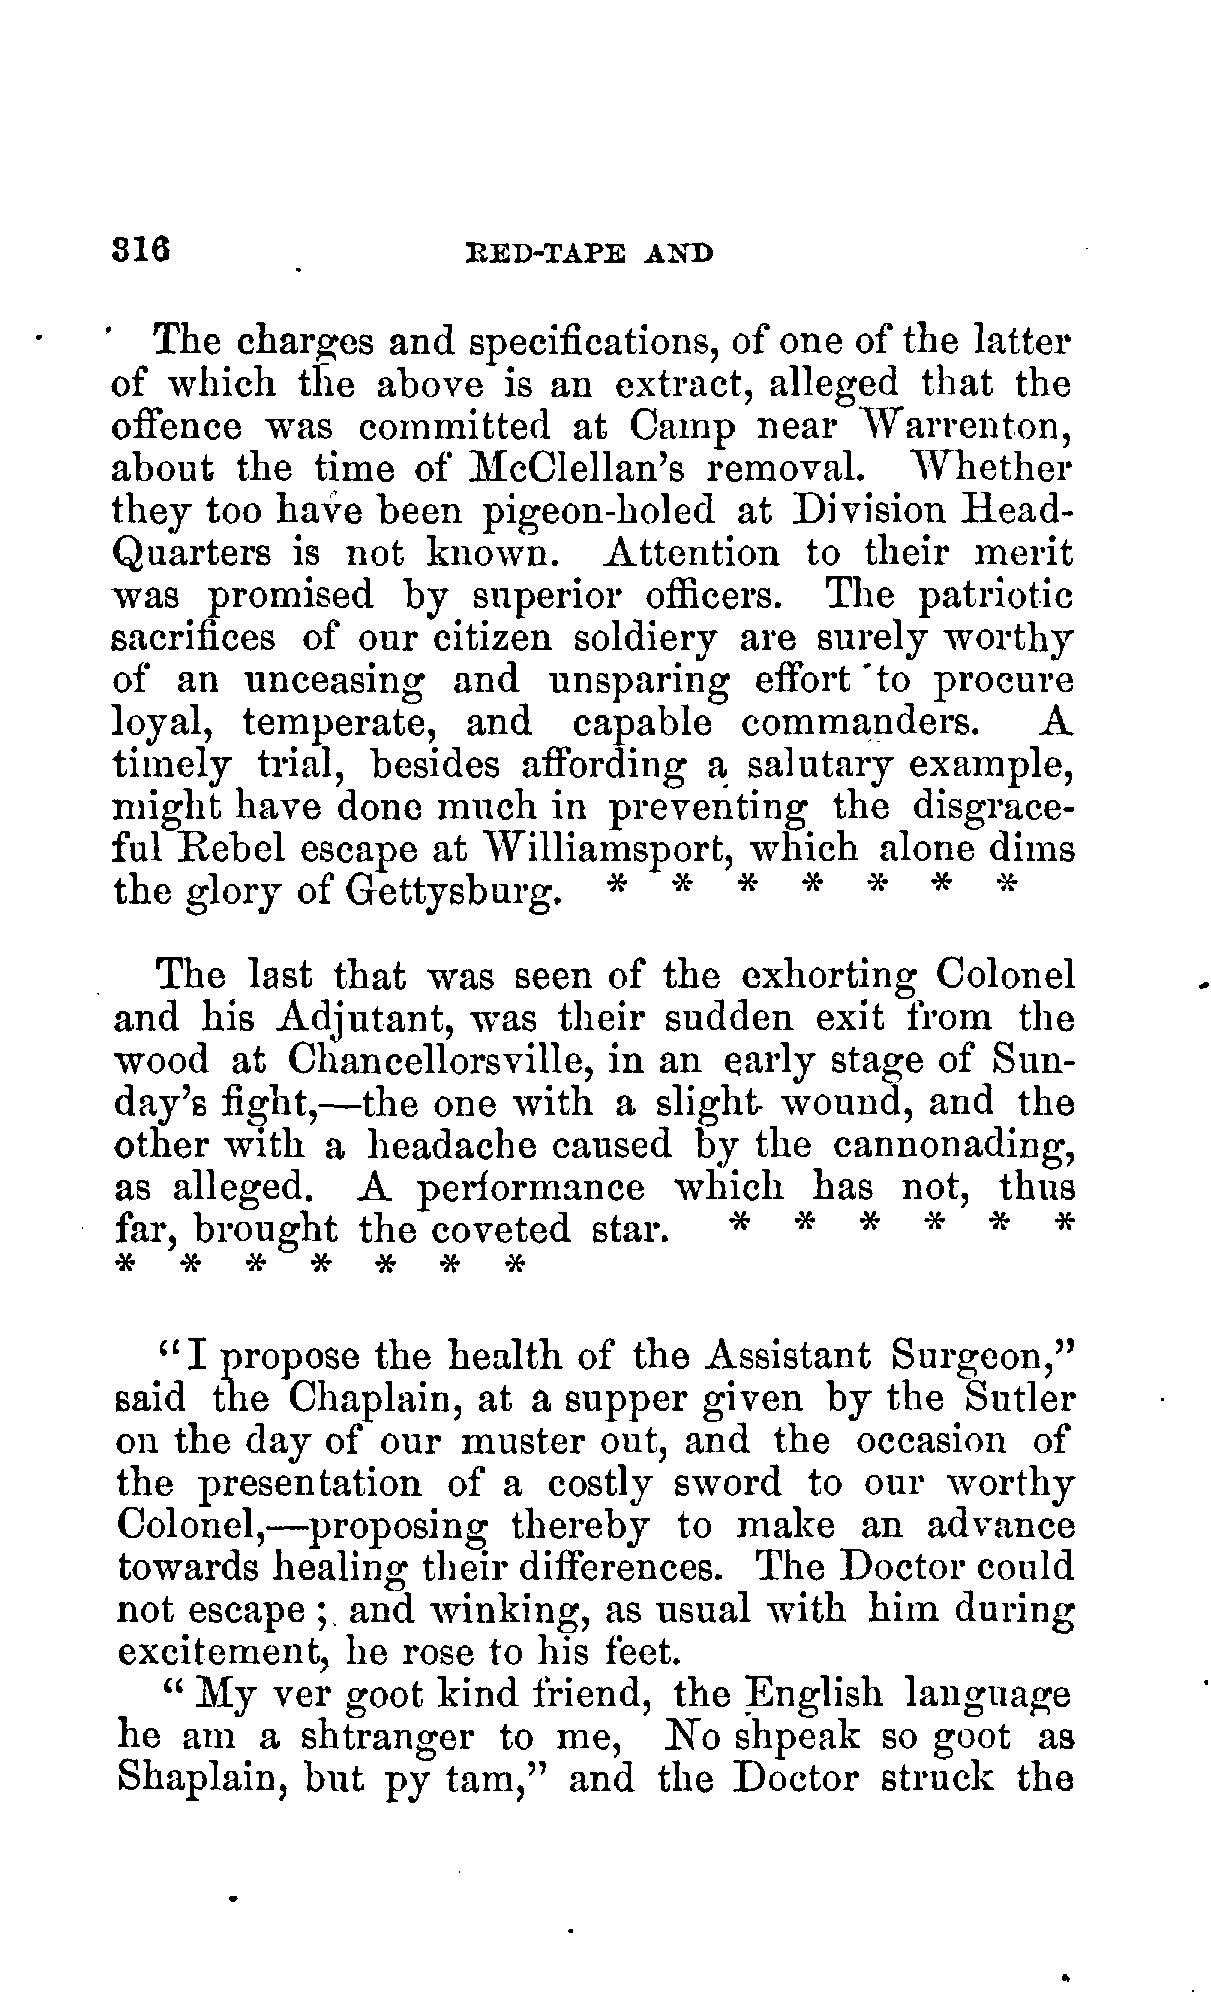 316 RED-TAPE AND
The charges and specifications, of one of the latter
of which the above is an extract, alleged that the
offence was committed at Camp near Warrenton,
about the time of McClellan's removal. Whether
they too have been pigeon-holed at Division Head-
Quarters is not known. Attention to their merit
was promised by superior officers. The patriotic
sacrifices of our citizen soldiery are surely worthy
of an unceasing and unsparing effort to procure
loyal, temperate, and capable commanders. A
timely trial, besides affording a salutary example,
might have done much in preventing the disgrace-
ful Rebel escape at Williamsport, which alone dims
the glory of Gettysburg. * * * * * * *
The last that was seen of the exhorting Colonel
and his Adjutant, was their sudden exit from the
wood at Chancellorsville, in an early stage of Sun-
day's fight,—the one with a slight wound, and the
other with a headache caused by the cannonading,
as alleged. A performance which has not, thus
far, brought the coveted star. * * * * * *
* * * * * * *
"I propose the health of the Assistant Surgeon,"
said the Chaplain, at a supper given by the Sutler
on the day of our muster out, and the occasion of
the presentation of a costly sword to our worthy
Colonel,—proposing thereby to make an advance
towards healing their differences. The Doctor could
not escape; and winking, as usual with him during
excitement, he rose to his feet.
"My ver goot kind friend, the English language
he am a shtranger to me, No shpeak so goot as
Shaplain, but py tam," and the Doctor struck the